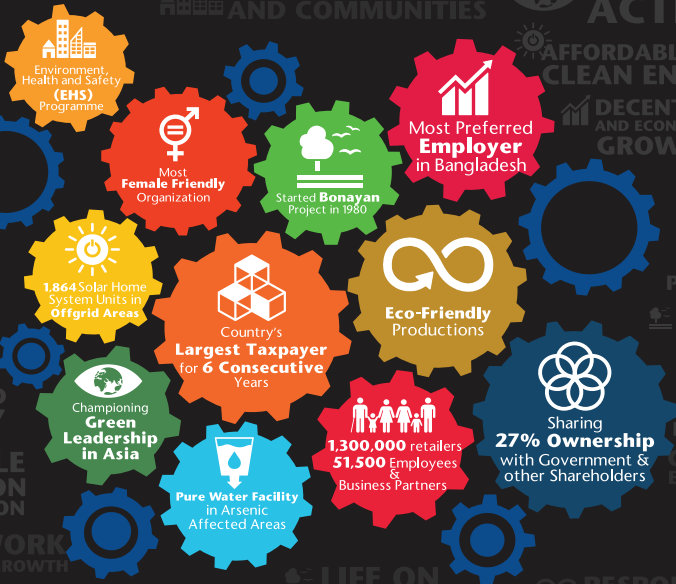 AND COMMUNITIES
AFFORDABL
CLEAN EN
DECENT
AND ECON
GROW
Environment,
Health and Safety
(EHS)
Programme
Most
Female Friendly
Organization
Started Bonayan
Project in 1980
Most Preferred
Employer
in Bangladesh
1,864 Solar Home
System Units in
Offgrid Areas
Country's
Largest Taxpayer
for 6 Consecutive
Years
Eco-Friendly
Productions
Championing
Green
Leadership
in Asia
Pure Water Facility
in Arsenic
Affected Areas
1,300,000 retailers
51,500 Employees
&
Business Partners
Sharing
27% Ownership
with Government &
other Shareholders
LE
ON
ON
WORK
GROWTH
LIFE ON